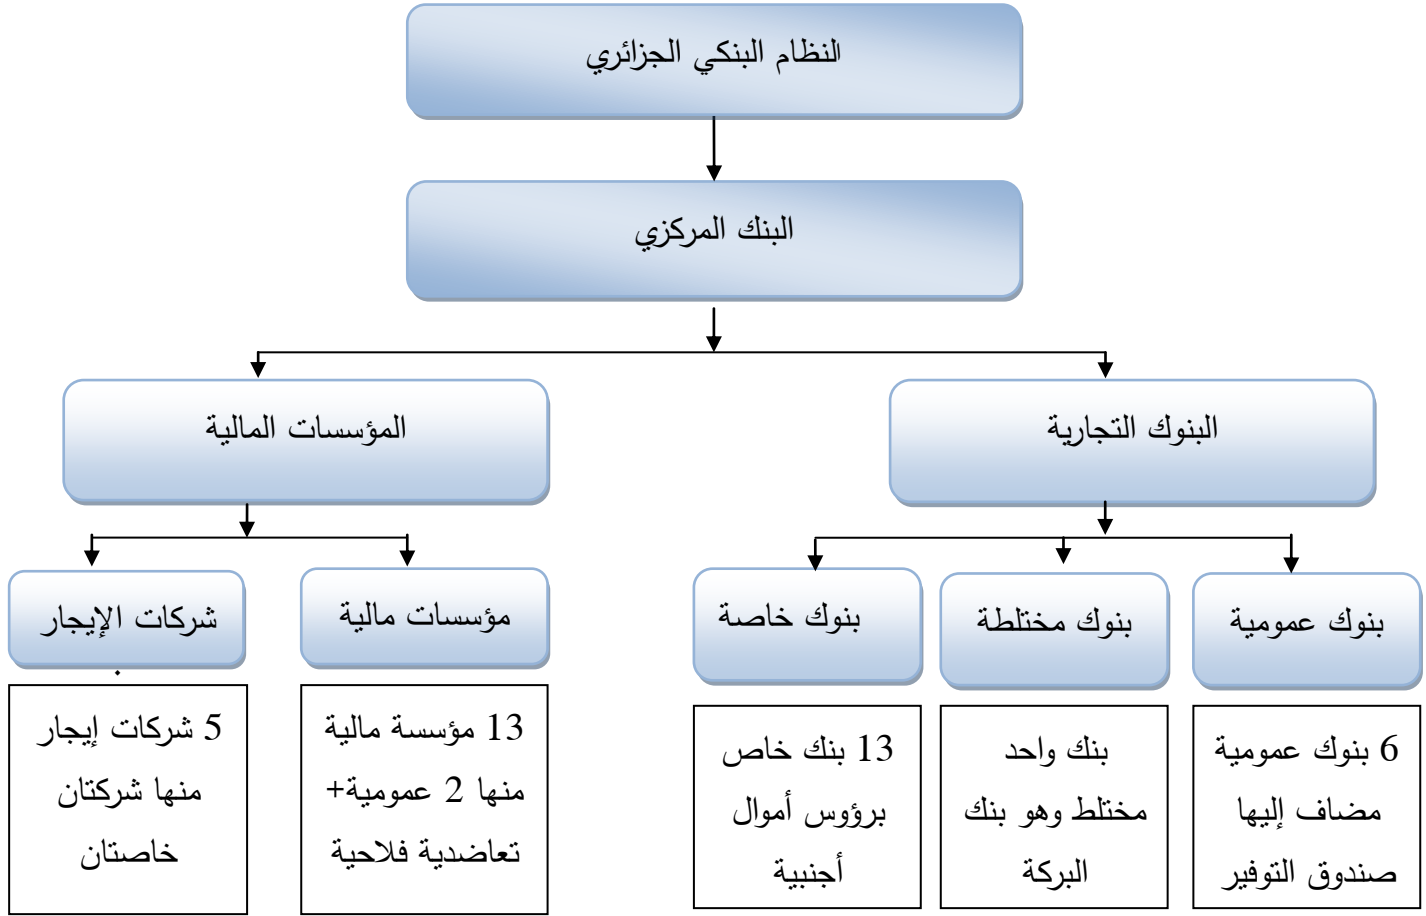 النظام البنكي الجزائري
البنك المركزي
البنوك التجارية
المؤسسات المالية
بنوك عمومية
بنوك مختلطة
بنوك خاصة
مؤسسات مالية
شركات الإيجار
6 بنوك عمومية
مضاف إليها
صندوق التوفير
بنك واحد
مختلط وهو بنك
البركة
13 بنك خاص
برؤوس أموال
أجنبية
13 مؤسسة مالية
منها 2 عمومية+
تعاضدية فلاحية
5 شركات إيجار
منها شركتان
خاصتان